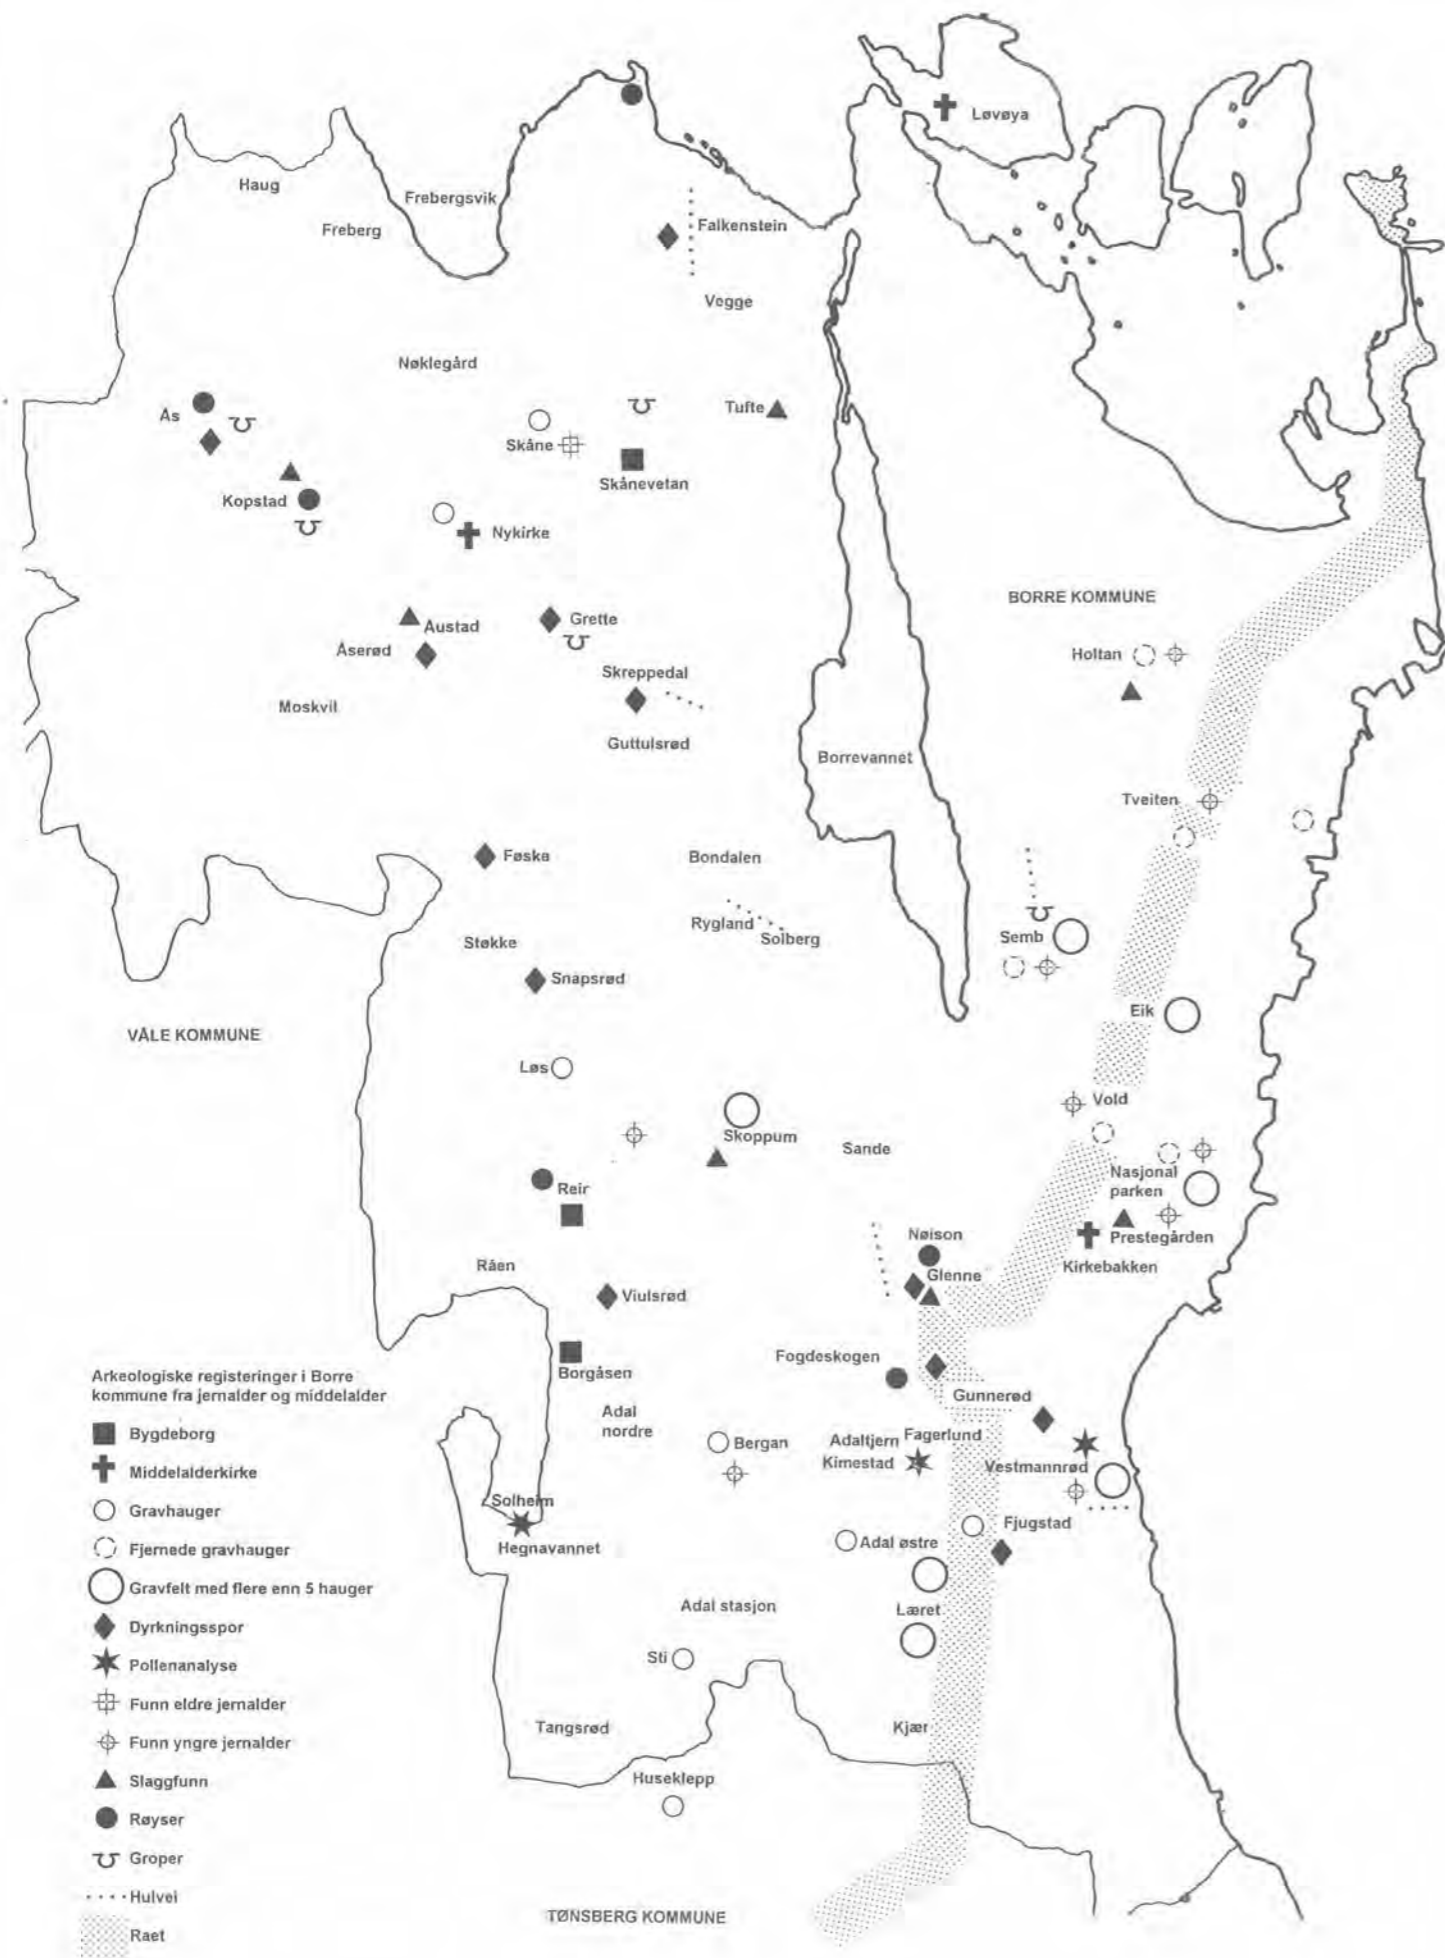 Løvøya
Haug
Frebergsvik
Freberg
Falkenstein
Vegge
Nøklegård
Ås
Tufte
Skåne
Skånevetan
Kopstad
Nykirke
BORRE KOMMUNE
Austad
Grette
Åserød
Holtan
Skreppedal
Moskvil
Guttulsrød
Borrevannet
Tveiten
Føske
Bondalen
Rygland
Solberg
Semb
Støkke
Snapsrød
Eik
VÅLE KOMMUNE
Løs
Vold
Skoppum
Sande
Nasjonal
parken
Reir
Prestegården
Nøison
Kirkebakken
Råen
Glenne
Viulsrød
Fogdeskogen
Borgåsen
Gunnerød
Adal
nordre
Bergan
Adaltjern
Fagerlund
Kimestad
Vestmannrød
Solheim
Hegnavannet
Fjugstad
Adal østre
Adal stasjon
Læret
Sti
Tangsrød
Kjær
Huseklepp
TØNSBERG KOMMUNE
Arkeologiske registeringer i Borre
kommune fra jernalder og middelalder
Bygdeborg
Middelalderkirke
Gravhauger
Fjernede gravhauger
Gravfelt med flere enn 5 hauger
Dyrkningsspor
Pollenanalyse
Funn eldre jernalder
Funn yngre jernalder
Slaggfunn
Røyser
Groper
Hulvei
Raet